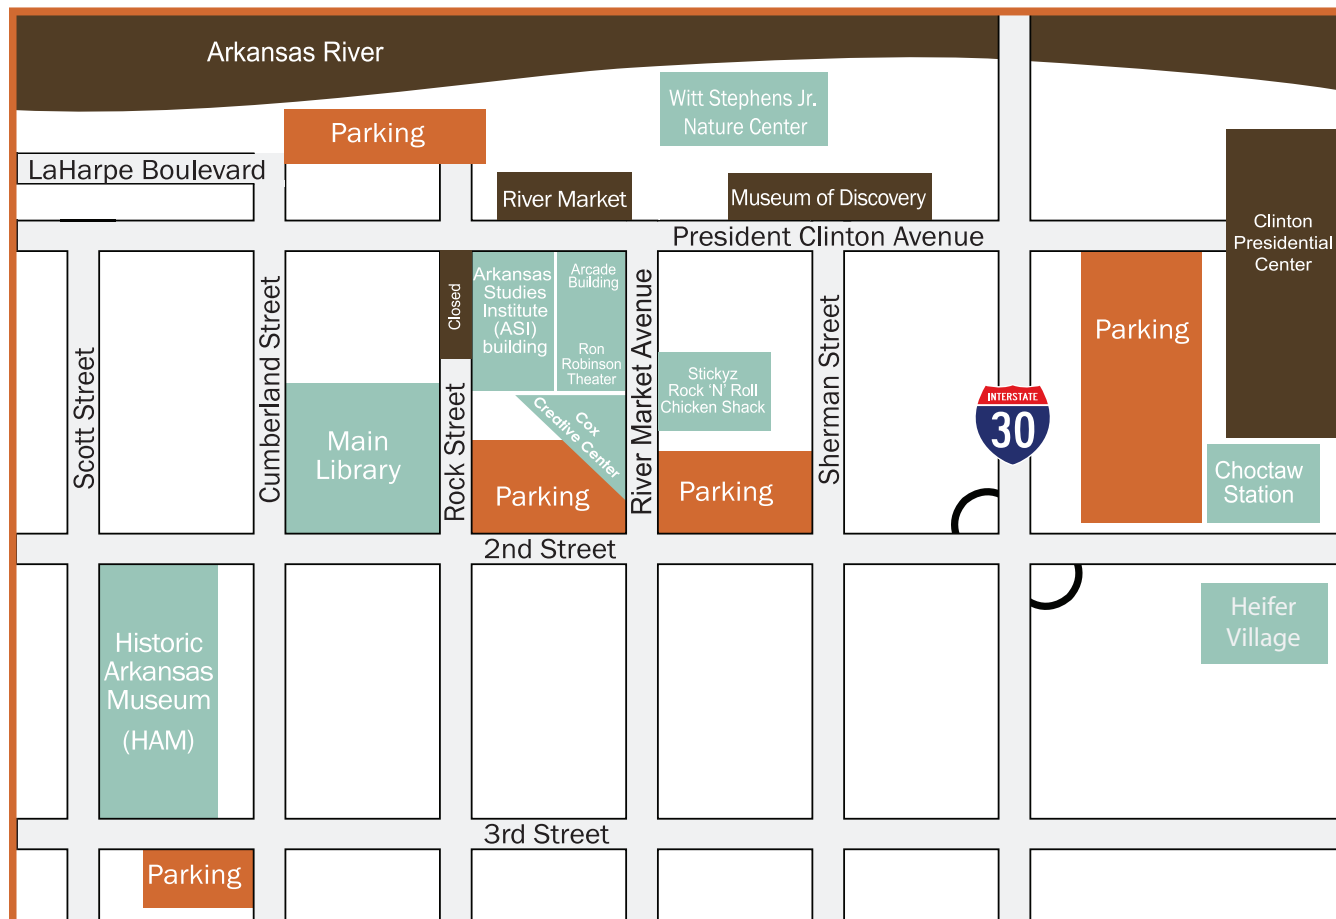 Arkansas River
Witt Stephens Jr.
Nature Center
Parking
LaHarpe Boulevard
River Market
Museum of Discovery
President Clinton Avenue
Clinton
Presidential
Center
Scott Street
Cumberland Street
Closed
Rock Street
Arkansas
Studies
Institute
(ASI)
building
Arcade
Building
Ron
Robinson
Theater
River Market Avenue
Stickyz
Rock ‘N’ Roll
Chicken Shack
Sherman Street
INTERSTATE
30
Parking
Main
Library
Cox
Creative Center
Parking
Parking
Choctaw
Station
2nd Street
Historic
Arkansas
Museum
(HAM)
Heifer
Village
3rd Street
Parking